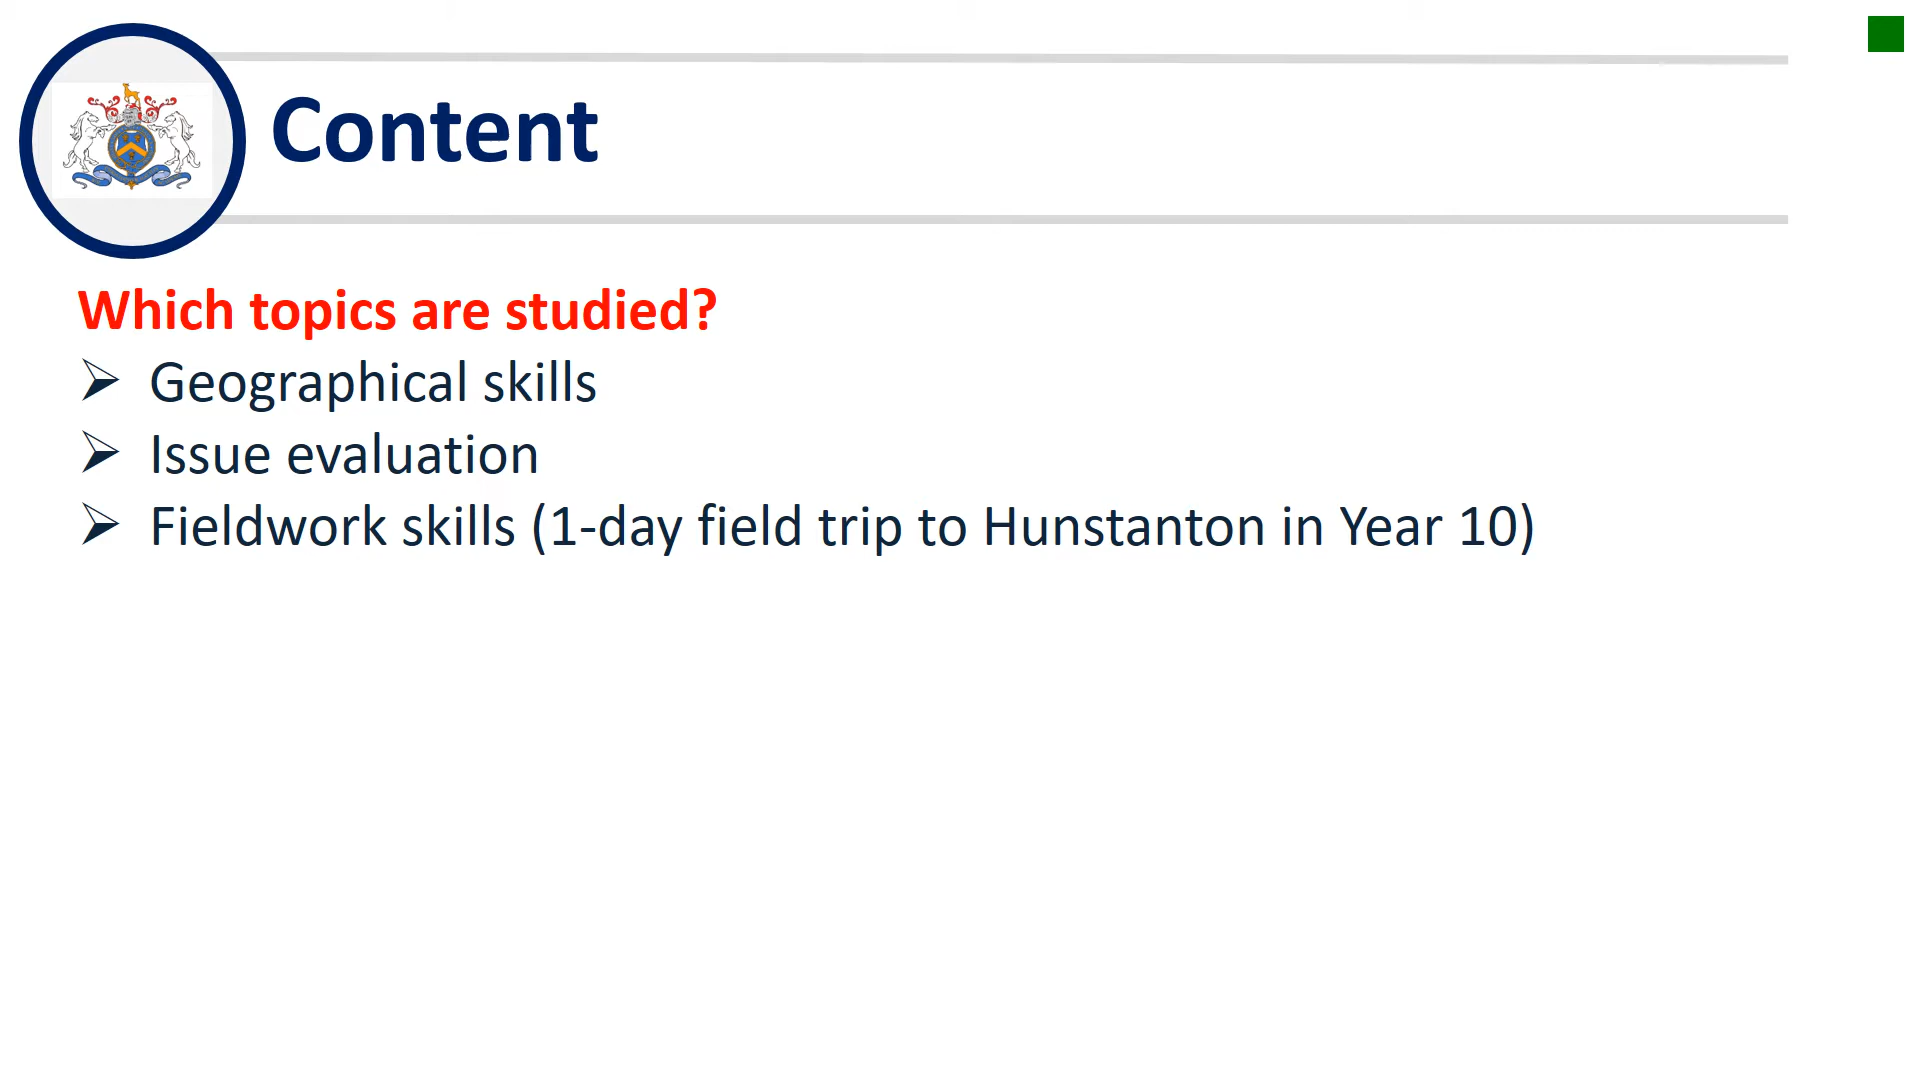 Content
Which topics are studied?
Geographical skills
Issue evaluation
Fieldwork skills (1-day field trip to Hunstanton in Year 10)